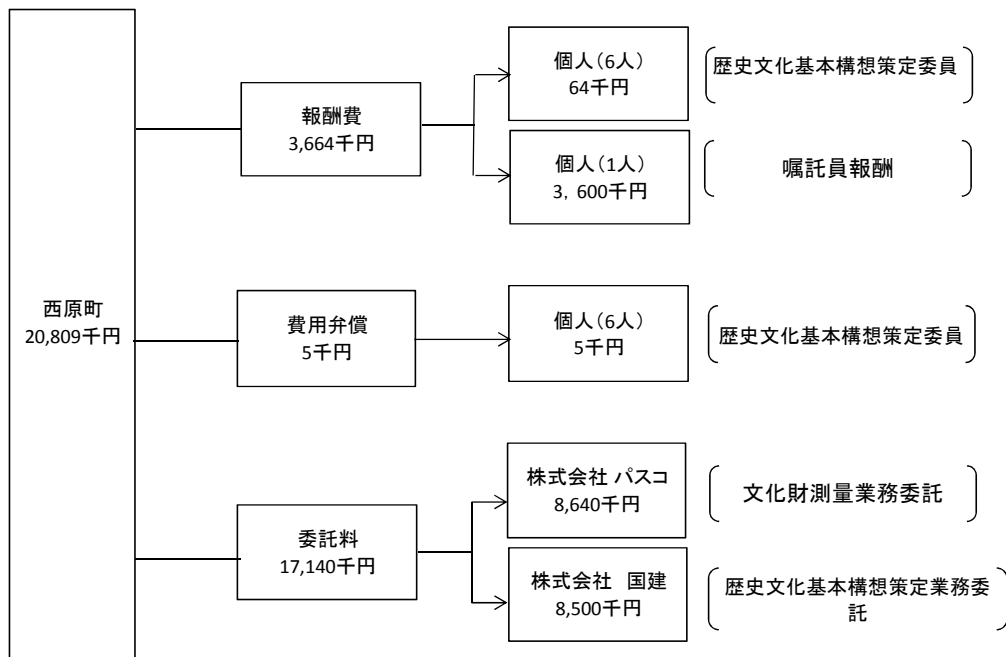 個人(6人)
64千円
歴史文化基本構想策定委員
報酬費
3,664千円
個人(1人)
3，600千円
嘱託員報酬
西原町
20,809千円
費用弁償
5千円
個人(6人)
5千円
歴史文化基本構想策定委員
株式会社 パスコ
8,640千円
文化財測量業務委託
委託料
17,140千円
株式会社　国建
8,500千円
歴史文化基本構想策定業務委
託